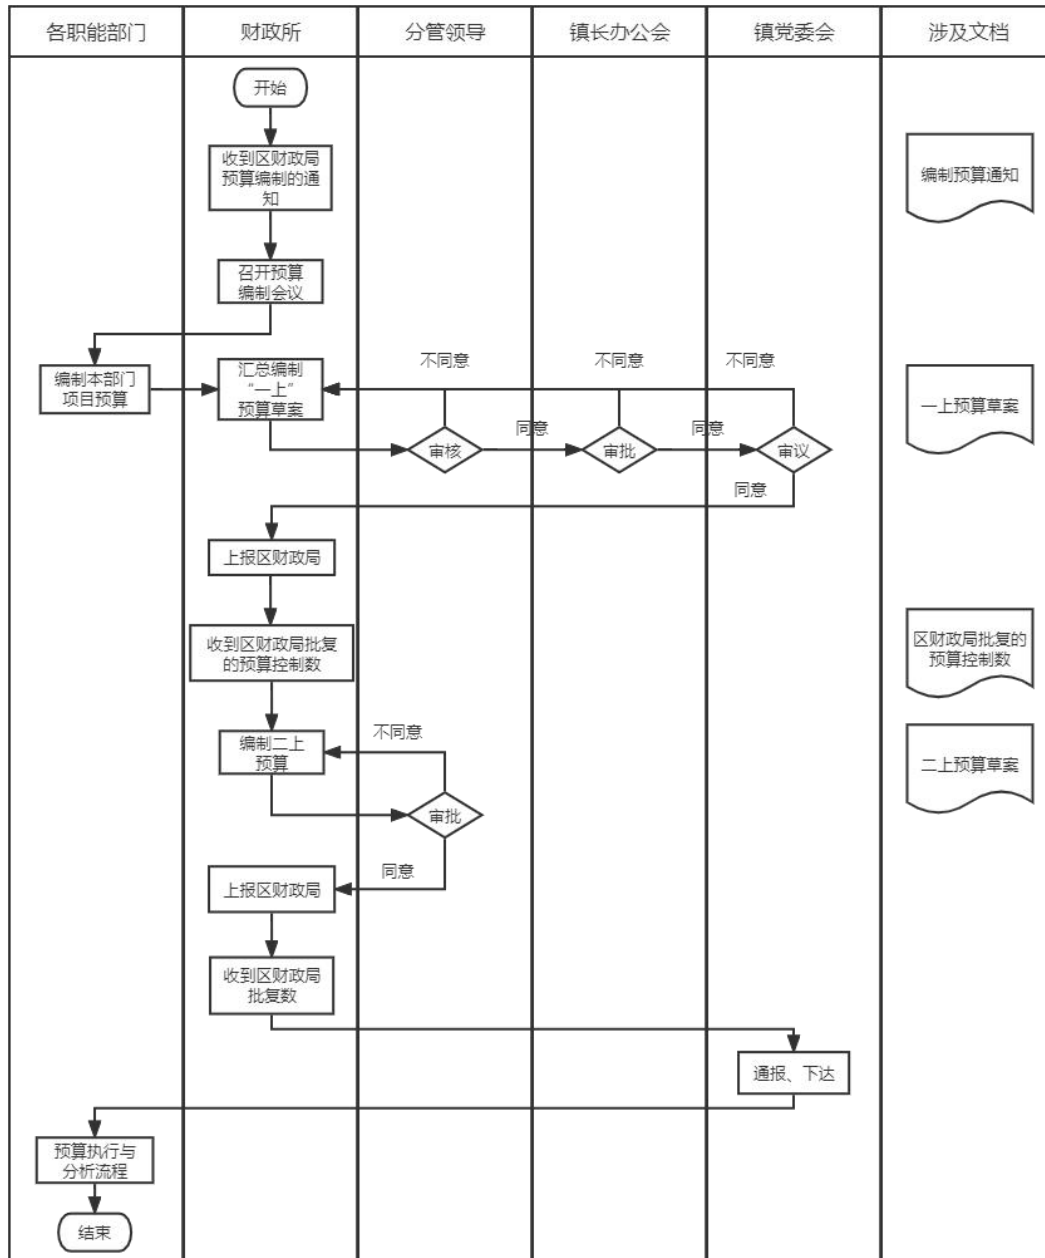 各职能部门
财政所
分管领导
镇长办公会
镇党委会
涉及文档
开始
收到区财政局
预算编制的通
知
编制预算通知
召开预算
编制会议
编制本部门
项目预算
汇总编制
“一上”
预算草案
不同意
不同意
不同意
一上预算草案
审核
同意
审批
同意
审议
同意
上报区财政局
收到区财政局批复
的预算控制数
区财政局批复的
预算控制数
编制二上
预算
不同意
二上预算草案
审批
同意
上报区财政局
收到区财政局
批复数
通报、下达
预算执行与
分析流程
结束